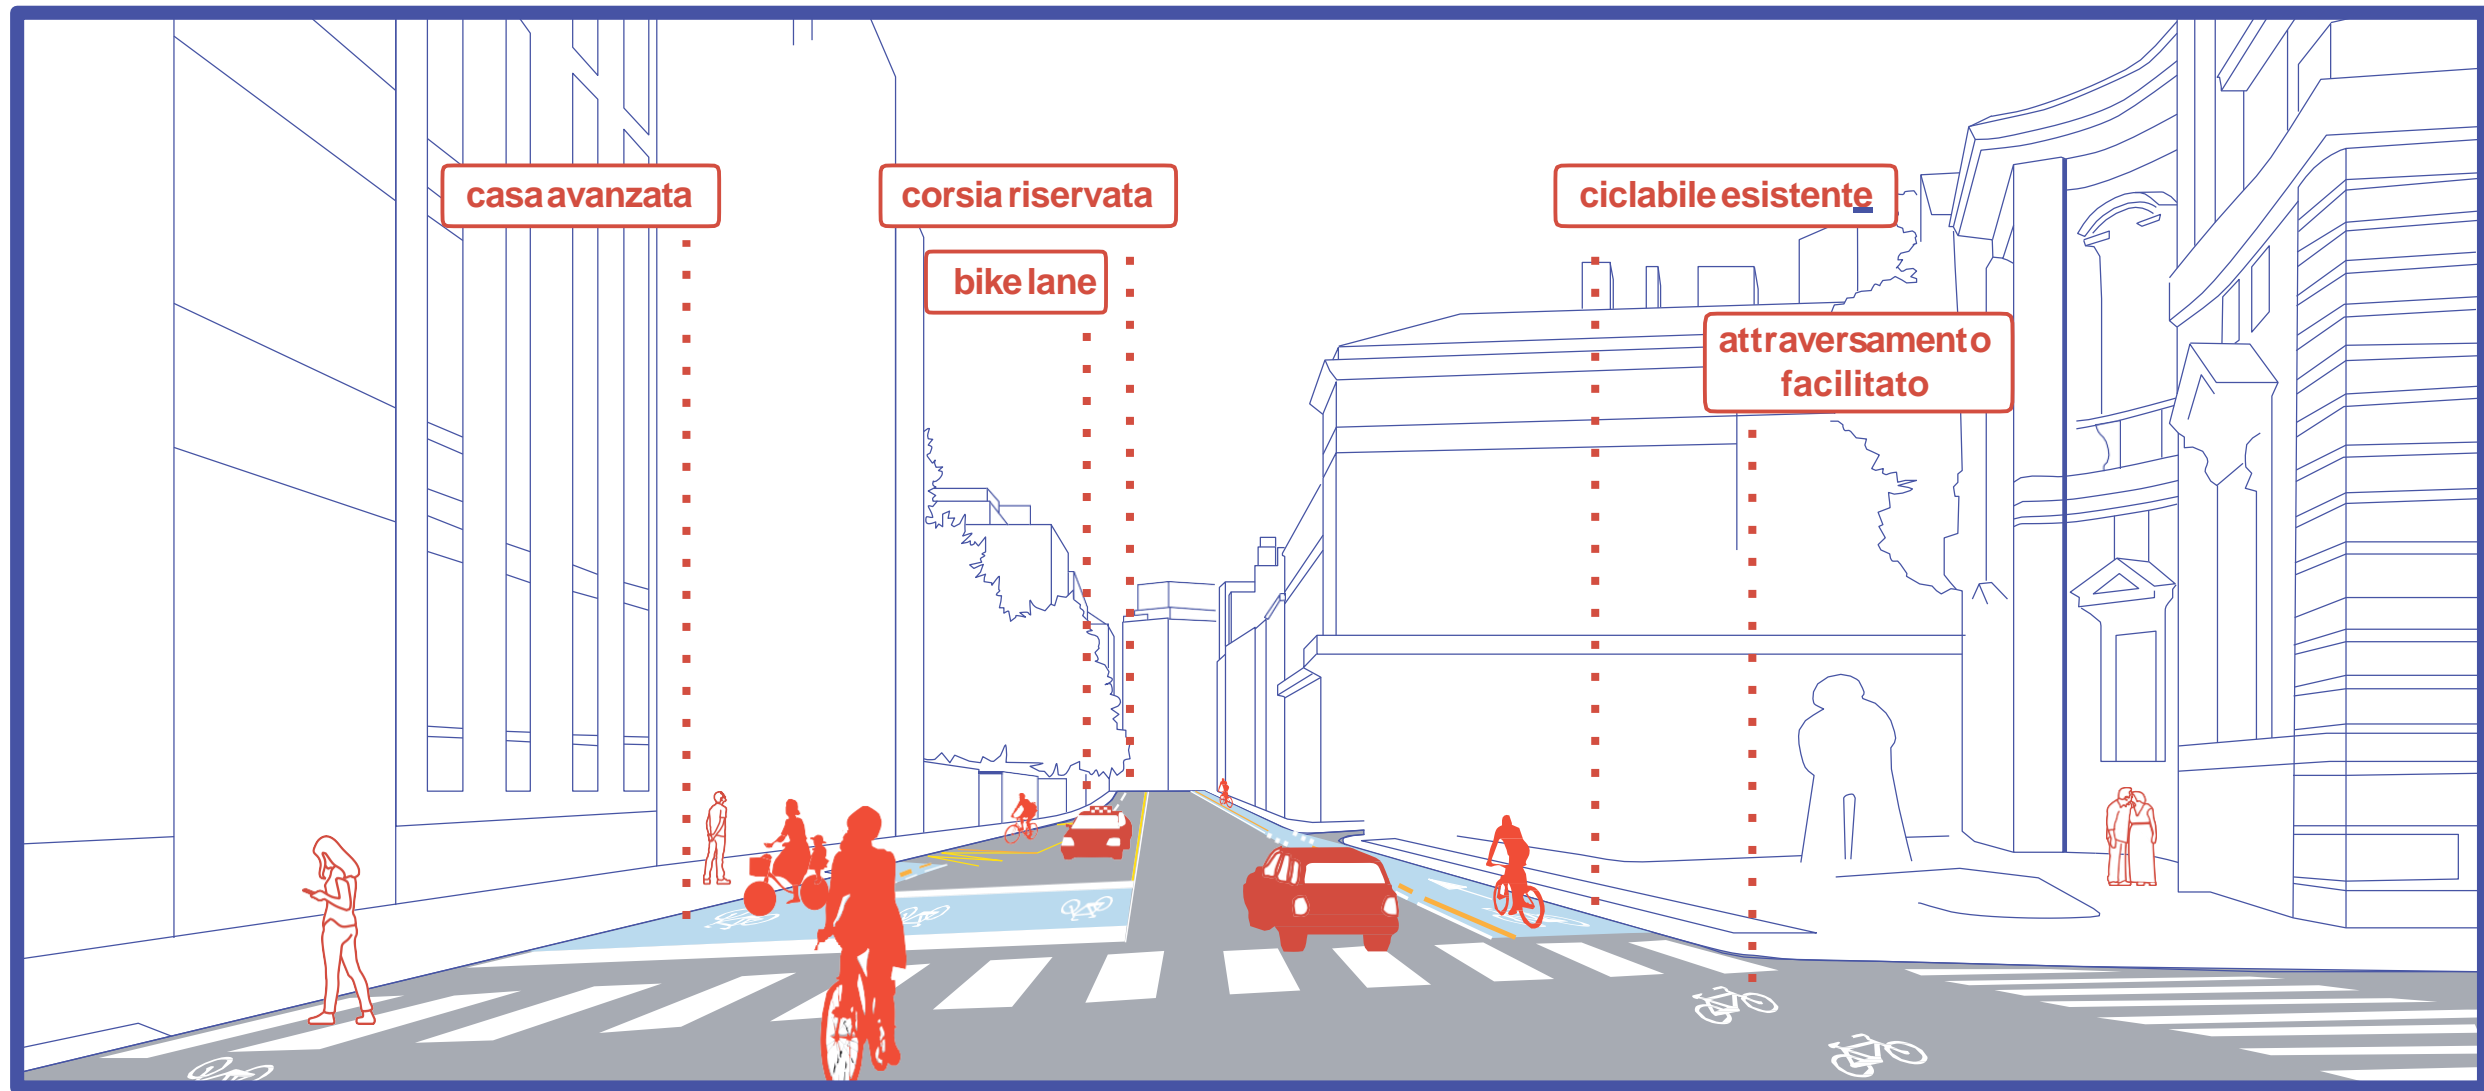 casa avanzata
corsia riservata
ciclabile esistente
bike lane
attraversamento
facilitato